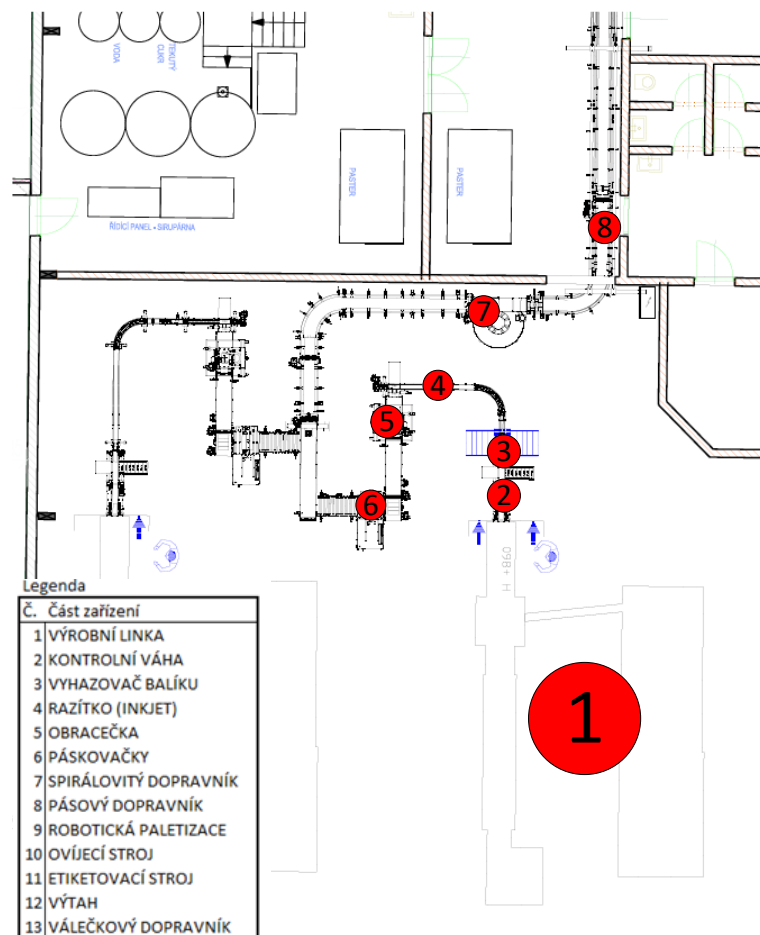 VODA
TEKUTÝ
CUKR
PASTER
PASTER
ŘÍDÍCÍ PANEL - SIRUPÁRNA
8
7
4
5
3
6
2
098+ H
1
Legenda
Č. Část zařízení
1 VÝROBNÍ LINKA
2 KONTROLNÍ VÁHA
3 VYHAZOVAČ BALÍKU
4 RAZÍTKO (INKJET)
5 OBRACEČKA
6 PÁSKOVAČKY
7 SPIRÁLOVITÝ DOPRAVNÍK
8 PÁSOVÝ DOPRAVNÍK
9 ROBOTICKÁ PALETIZACE
10 OVÍJECÍ STROJ
11 ETIKETOVACÍ STROJ
12 VÝTAH
13 VÁLEČKOVÝ DOPRAVNÍK